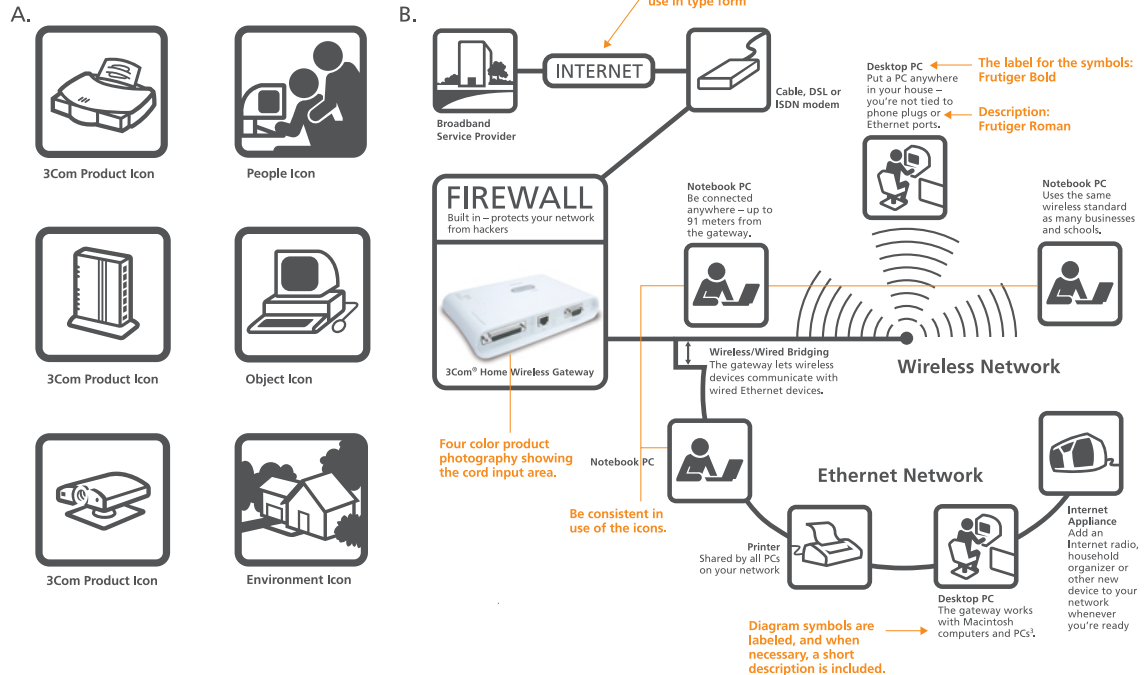 A.
3Com Product Icon
People Icon
3Com Product Icon
Object Icon
3Com Product Icon
Environment Icon
B.
use in type form
INTERNET
Broadband
Service Provider
Cable, DSL or
ISDN modem
Desktop PC
Put a PC anywhere
in your house –
you're not tied to
phone plugs or
Ethernet ports.
The label for the symbols:
Frutiger Bold
Description:
Frutiger Roman
FIREWALL
Built in – protects your network
from hackers
3Com® Home Wireless Gateway
Notebook PC
Be connected
anywhere – up to
91 meters from
the gateway.
Notebook PC
Uses the same
wireless standard
as many businesses
and schools.
Wireless/Wired Bridging
The gateway lets wireless
devices communicate with
wired Ethernet devices.
Wireless Network
Four color product
photography showing
the cord input area.
Notebook PC
Ethernet Network
Be consistent in
use of the icons.
Printer
Shared by all PCs
on your network
Desktop PC
The gateway works
with Macintosh
computers and PCs³.
Internet
Appliance
Add an
Internet radio,
household
organizer or
other new
device to your
network
whenever
you're ready
Diagram symbols are
labeled, and when
necessary, a short
description is included.